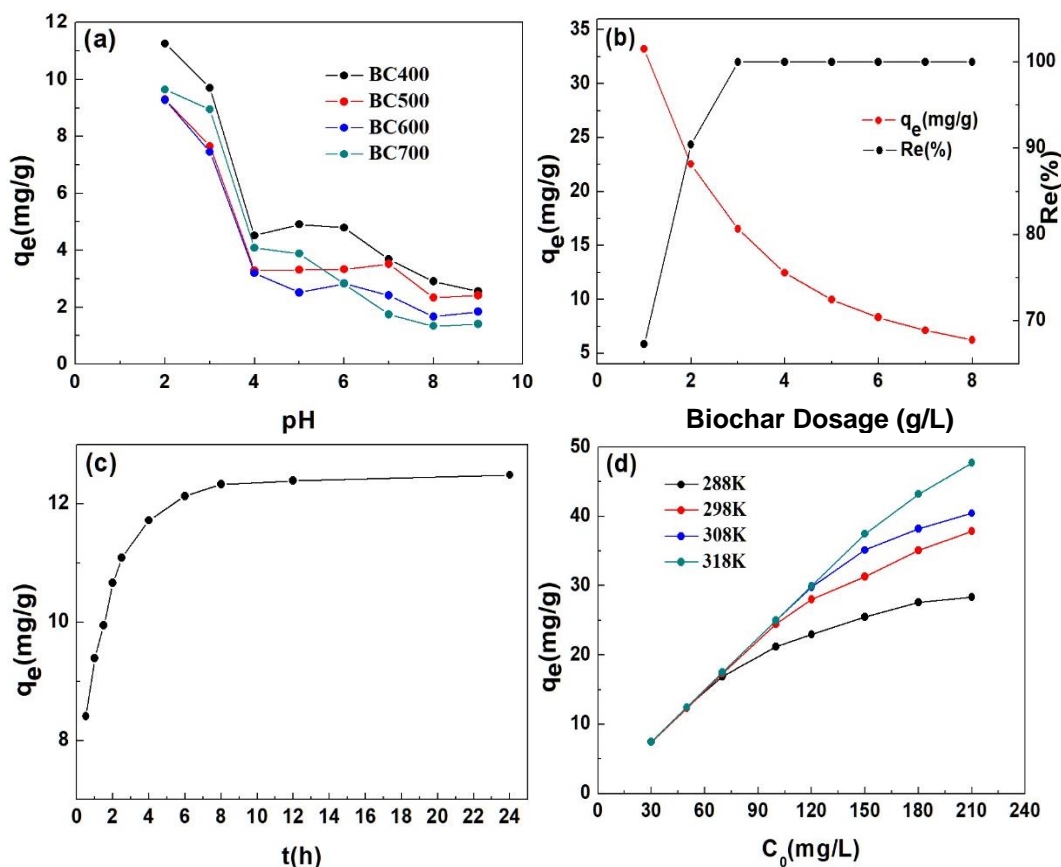 (a)
BC400
BC500
BC600
BC700
12
10
8
6
4
2
0
qe(mg/g)
0 2 4 6 8 10
pH
(b)
qe(mg/g)
Re(%)
35
30
25
20
15
10
5
qe(mg/g)
100
90
80
70
Re(%)
0 2 4 6 8
Biochar Dosage (g/L)
(c)
12
10
8
qe(mg/g)
0 2 4 6 8 10 12 14 16 18 20 22 24
t(h)
(d)
288K
298K
308K
318K
50
40
30
20
10
0
qe(mg/g)
0 30 60 90 120 150 180 210 240
C0(mg/L)